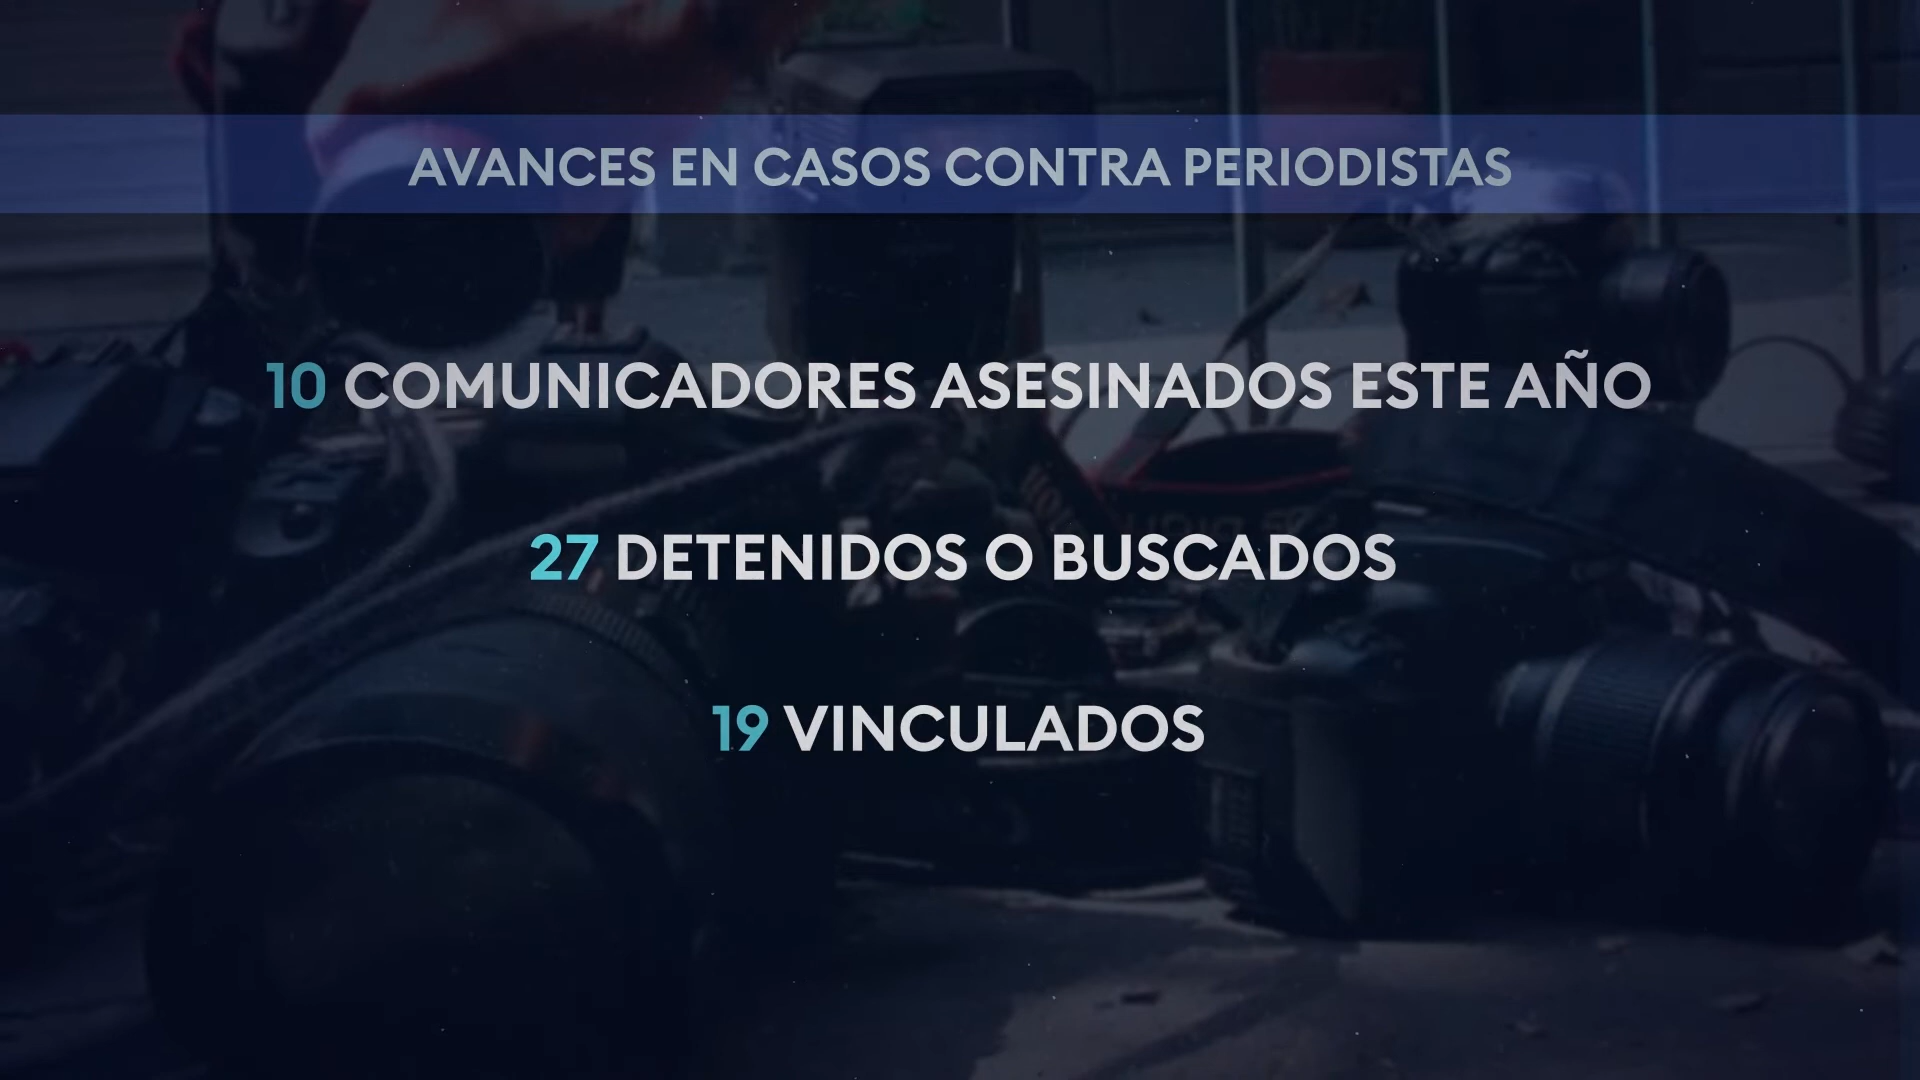 AVANCES EN CASOS CONTRA PERIODISTAS
10 COMUNICADORES ASESINADOS ESTE AÑO
27 DETENIDOS O BUSCADOS
19 VINCULADOS